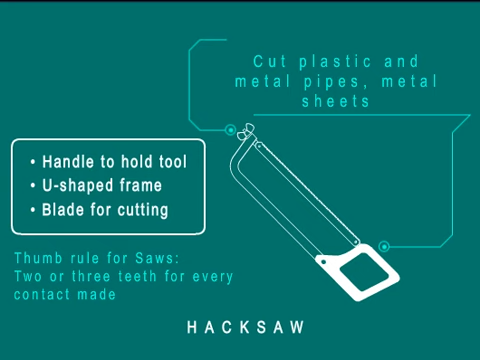 Cut plastic and
metal pipes, metal
sheets
• Handle to hold tool
• U-shaped frame
• Blade for cutting
Thumb rule for Saws:
Two or three teeth for every
contact made
HACKSAW